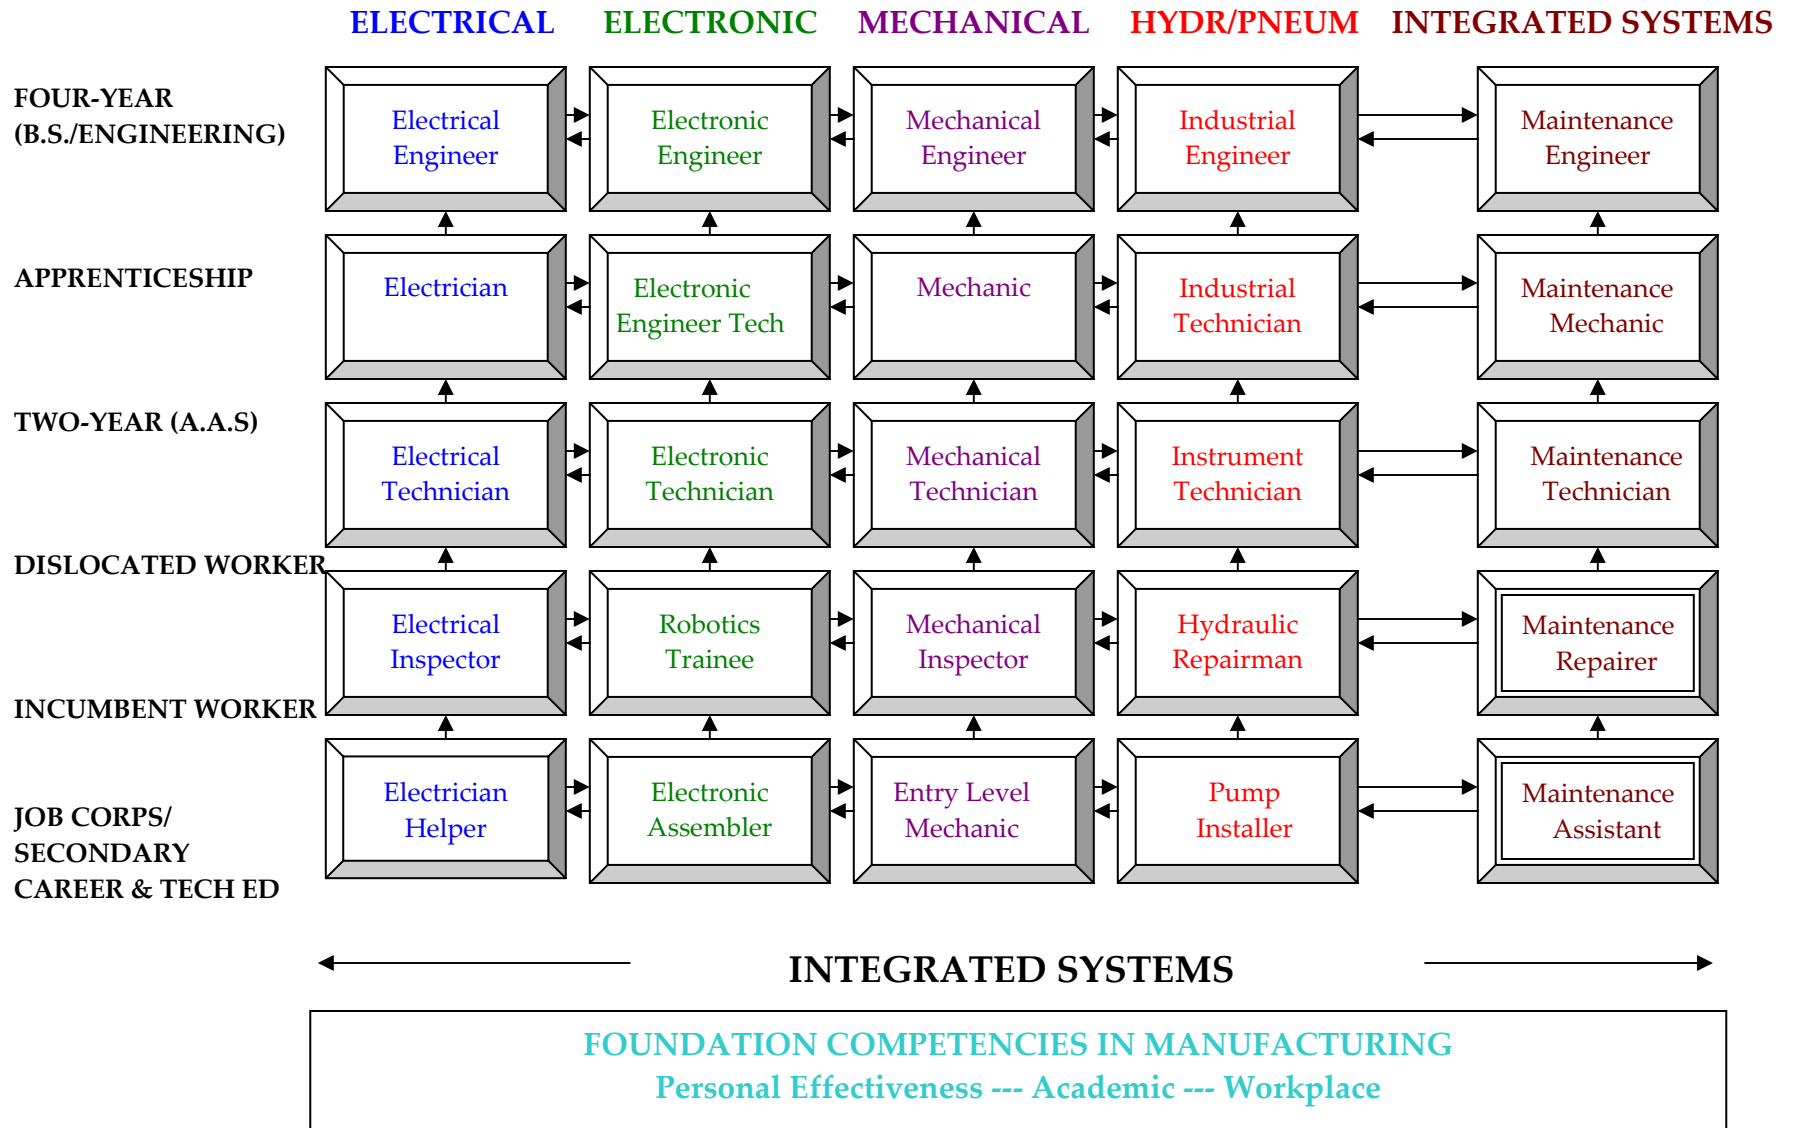 ELECTRICAL ELECTRONIC MECHANICAL HYDR/PNEUM INTEGRATED SYSTEMS
FOUR-YEAR
(B.S./ENGINEERING)
Electrical
Engineer
Electronic
Engineer
Mechanical
Engineer
Industrial
Engineer
Maintenance
Engineer
APPRENTICESHIP
Electrician
Electronic
Engineer Tech
Mechanic
Industrial
Technician
Maintenance
Mechanic
TWO-YEAR (A.A.S)
Electrical
Technician
Electronic
Technician
Mechanical
Technician
Instrument
Technician
Maintenance
Technician
DISLOCATED WORKER
Electrical
Inspector
Robotics
Trainee
Mechanical
Inspector
Hydraulic
Repairman
Maintenance
Repairer
INCUMBENT WORKER
Electrician
Helper
Electronic
Assembler
Entry Level
Mechanic
Pump
Installer
Maintenance
Assistant
JOB CORPS/
SECONDARY
CAREER & TECH ED
INTEGRATED SYSTEMS
FOUNDATION COMPETENCIES IN MANUFACTURING
Personal Effectiveness --- Academic --- Workplace